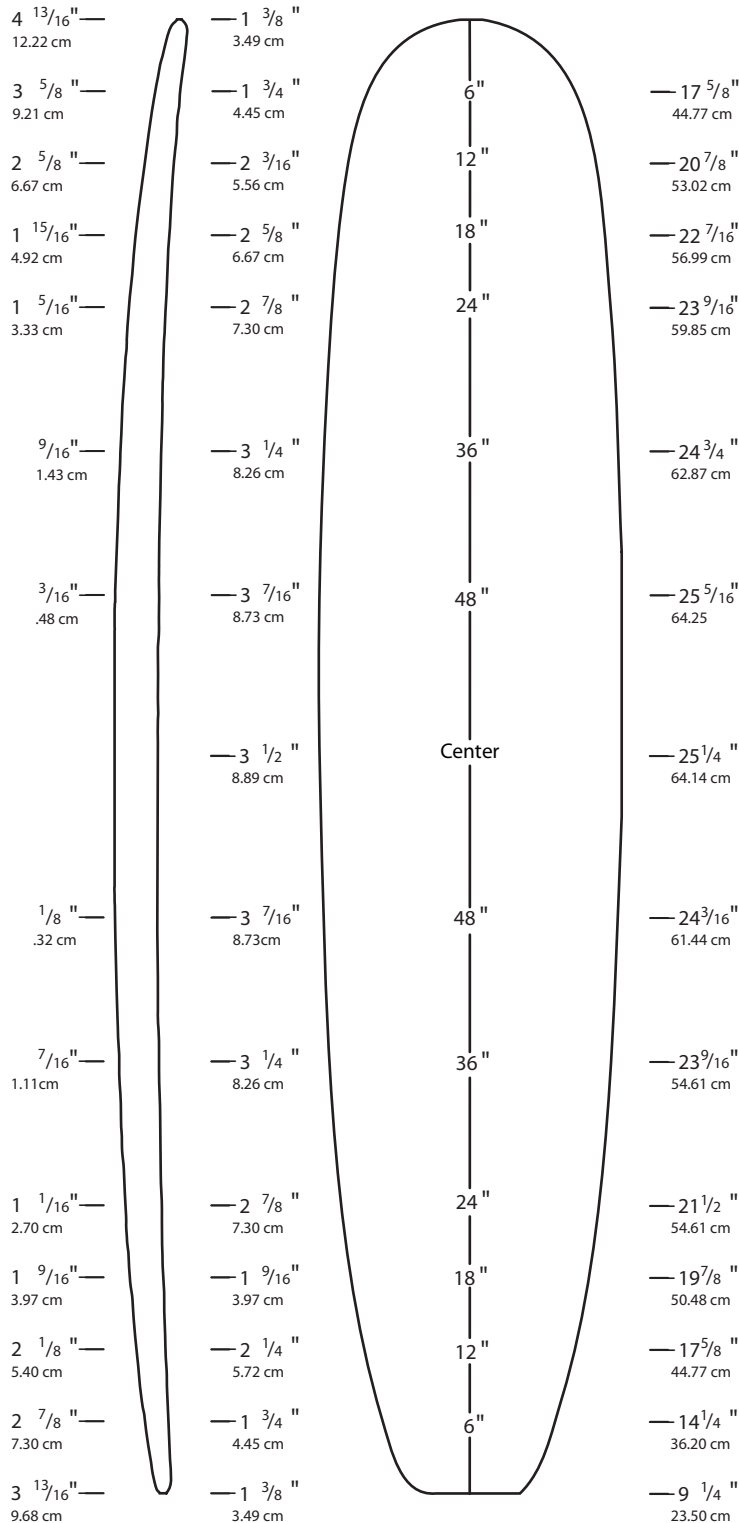 4 13/16" 1 3/8 "
12.22 cm 3.49 cm
3 5/8 " 1 3/4 " 6" 17 5/8"
9.21 cm 4.45 cm 44.77 cm
2 5/8 " 2 3/16" 12" 20 7/8 "
6.67 cm 5.56 cm 53.02 cm
1 15/16" 2 5/8 " 18" 22 7/16"
4.92 cm 6.67 cm 56.99 cm
1 5/16" 2 7/8 " 24" 23 9/16"
3.33 cm 7.30 cm 59.85 cm
9/16" 3 1/4 " 36" 24 3/4 "
1.43 cm 8.26 cm 62.87 cm
3/16" 3 7/16" 48" 25 5/16"
.48 cm 8.73 cm 64.25
3 1/2 " Center 25 1/4 "
8.89 cm 64.14 cm
1/8 " 3 7/16" 48" 24 3/16"
.32 cm 8.73cm 61.44 cm
7/16" 3 1/4 " 36" 23 9/16"
1.11cm 8.26 cm 54.61 cm
1 1/16" 2 7/8 " 24" 21 1/2 "
2.70 cm 7.30 cm 54.61 cm
1 9/16" 1 9/16" 18" 19 7/8 "
3.97 cm 3.97 cm 50.48 cm
2 1/8 " 2 1/4 " 12" 17 5/8 "
5.40 cm 5.72 cm 44.77 cm
2 7/8 " 1 3/4 " 6" 14 1/4 "
7.30 cm 4.45 cm 36.20 cm
3 13/16" 1 3/8 " 9 1/4 "
9.68 cm 3.49 cm 23.50 cm